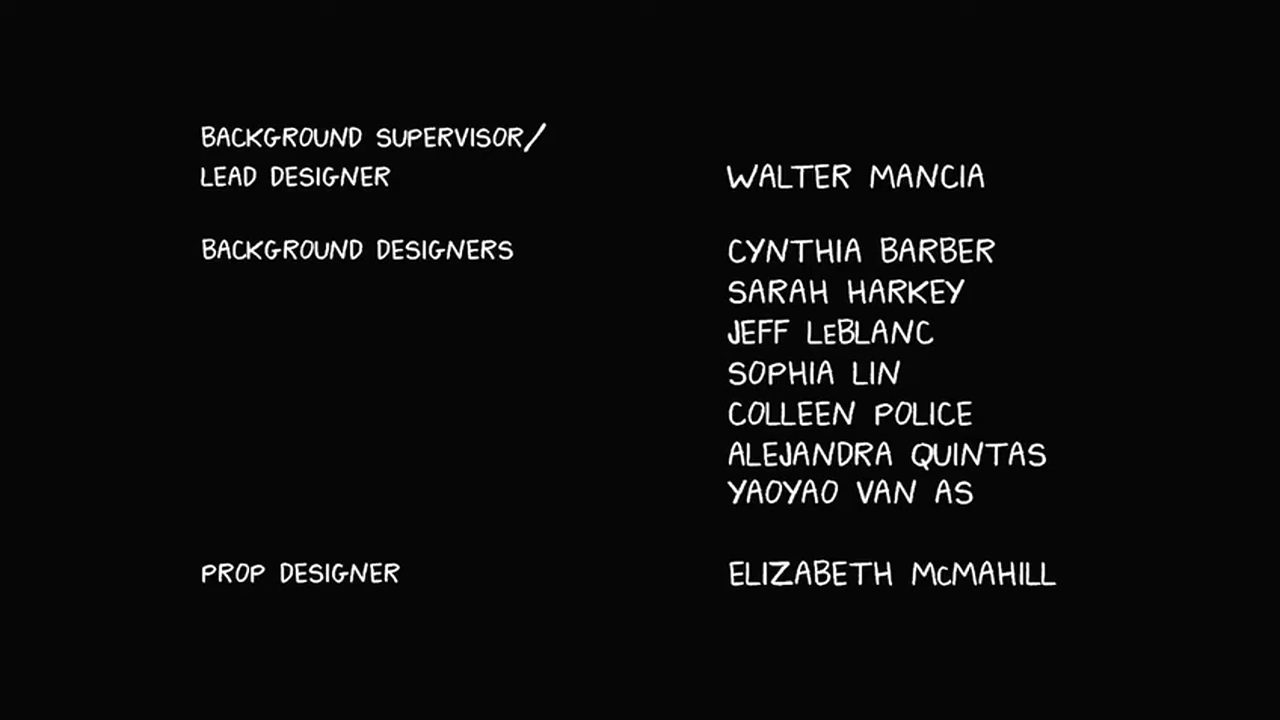 BACKGROUND SUPERVISOR/
LEAD DESIGNER WALTER MANCIA
BACKGROUND DESIGNERS CYNTHIA BARBER
SARAH HARKEY
JEFF LEBLANC
SOPHIA LIN
COLLEEN POLICE
ALEJANDRA QUINTAS
YAOYAO VAN AS
PROP DESIGNER ELIZABETH McMAHILL